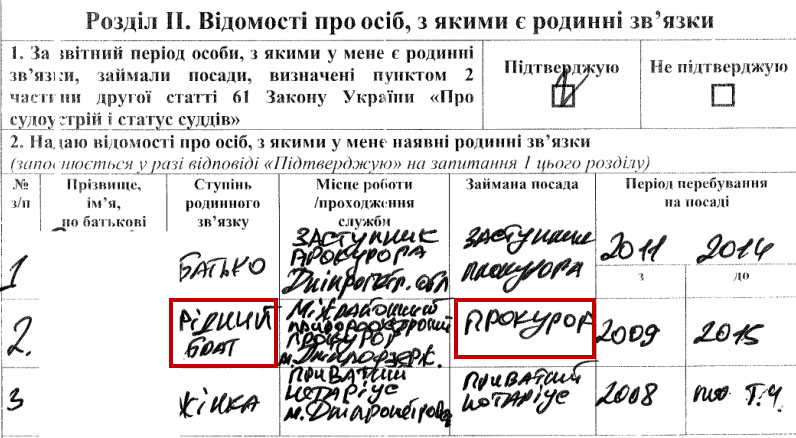 Розділ II. Відомості про осіб, з якими є родинні зв’язки
1. За звітний період особи, з якими у мене є родинні
зв’язки, займали посади, визначені пунктом 2
частини другої статті 61 Закону України «Про
судоустрій і статус суддів»
Підтверджую
Не підтверджую
2. Надаю відомості про осіб, з якими у мене наявні родинні зв’язки
(заповнюється у разі відповіді «Підтверджую» на запитання 1 цього розділу)
№
з/п
Прізвище,
ім’я,
по батькові
Ступінь
родинного
зв’язку
Місце роботи
/проходження
служби
Займана посада
Період перебування
на посаді
1
БАТЬКО
ЗАСТУПНИК
ПРОКУРОРА
Дніпропетр. обл
ЗАСТУПНИК
ПРОКУРОРА
2011 2014
з до
2.
РІДНИЙ
БРАТ
Міжрайонний
природоохоронний
ПРОКУРОР
м. Дніпродзерж.
ПРОКУРОР
2009 2015
3
ЖІНКА
ПРИВАТНИЙ
НОТАРІУС
м. Дніпропетровс
ПРИВАТНИЙ
НОТАРІУС
2008 по т.ч.